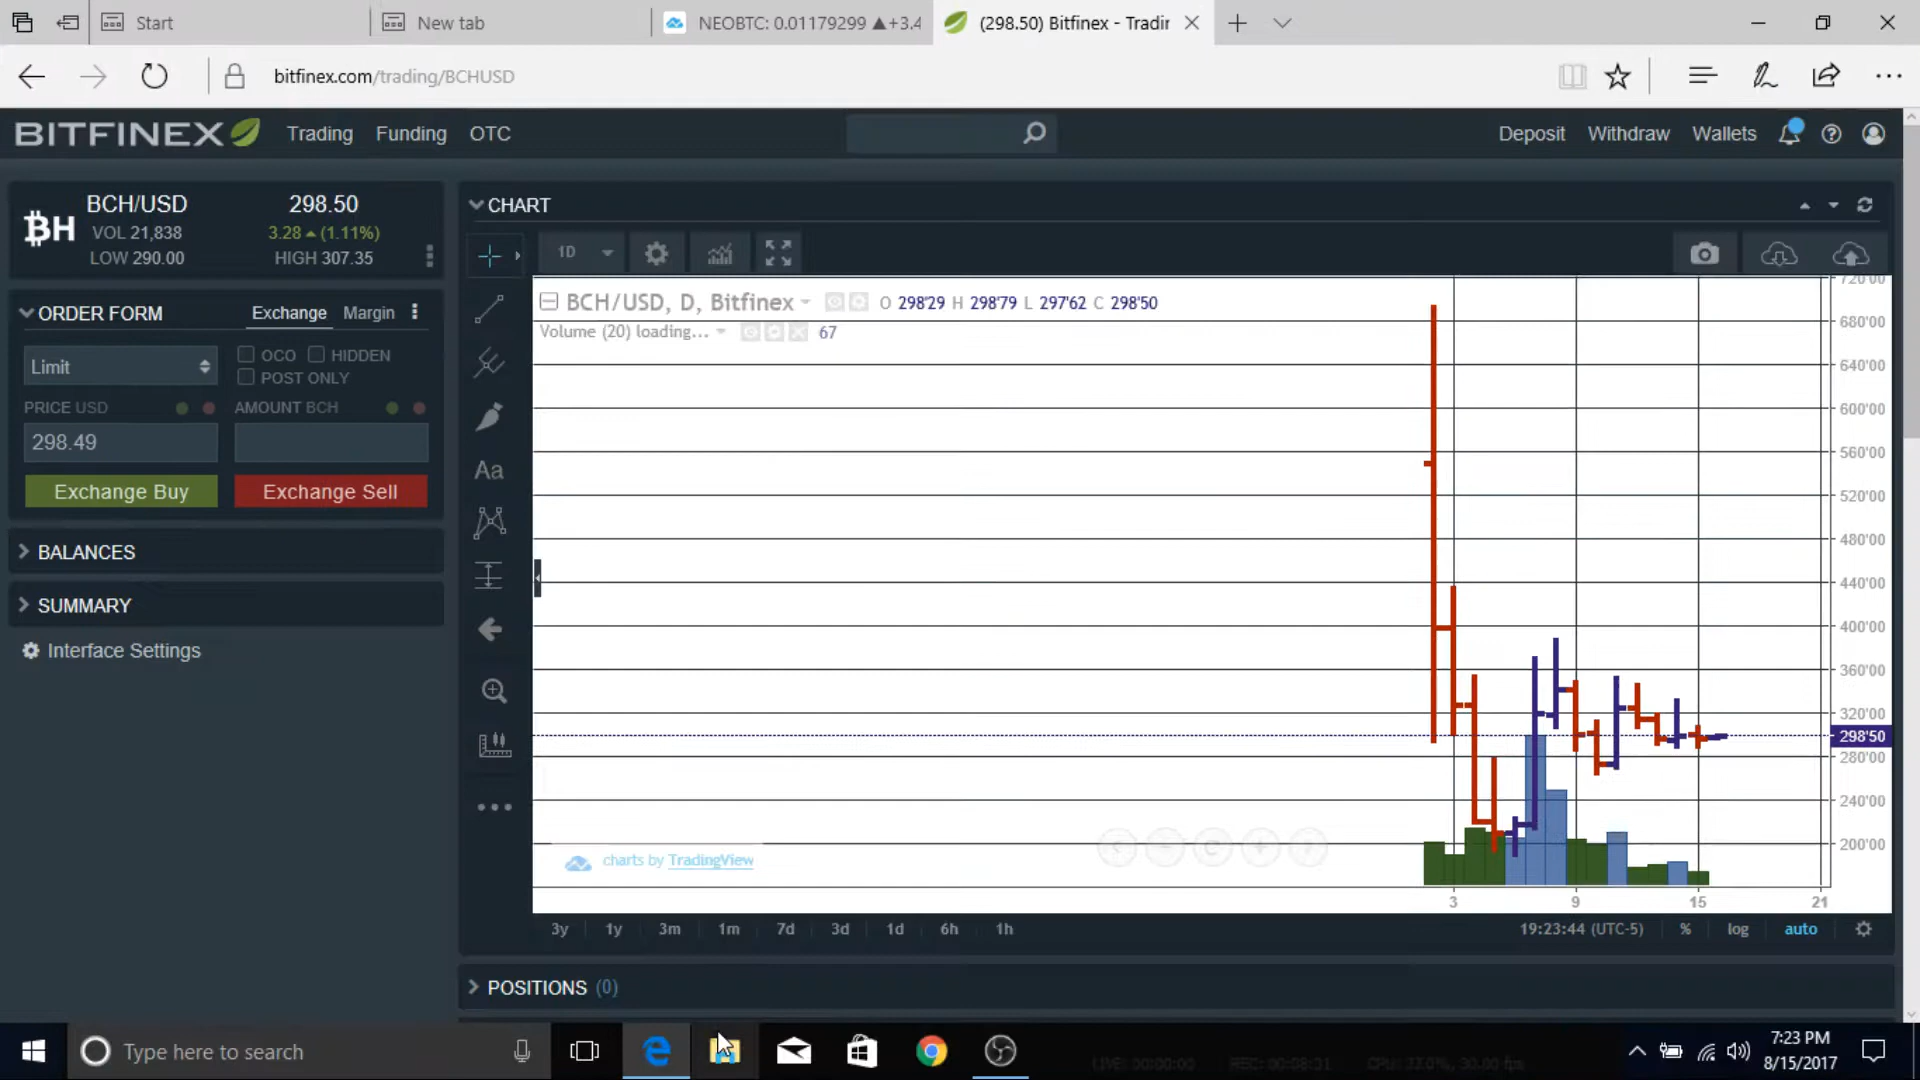 Start
New tab
NEOBTC: 0.01179299 ▲+3.4
(298.50) Bitfinex - Tradir
bitfinex.com/trading/BCHUSD
BITFINEX
Trading
Funding
OTC
Deposit
Withdraw
Wallets
BCH/USD
298.50
VOL 21,838
3.28 ▲ (1.11%)
LOW 290.00
HIGH 307.35
ORDER FORM
Exchange
Margin
Limit
OCO
HIDDEN
POST ONLY
PRICE USD
AMOUNT BCH
298.49
Exchange Buy
Exchange Sell
BALANCES
SUMMARY
Interface Settings
CHART
1D
Aa
BCH/USD, D, Bitfinex
O 298'29 H 298'79 L 297'62 C 298'50
Volume (20) loading...
67
720'00
680'00
640'00
600'00
560'00
520'00
480'00
440'00
400'00
360'00
320'00
298'50
280'00
240'00
200'00
charts by TradingView
3
9
15
21
3y
1y
3m
1m
7d
3d
1d
6h
1h
19:23:44 (UTC-5)
%
log
auto
POSITIONS (0)
Type here to search
7:23 PM
8/15/2017